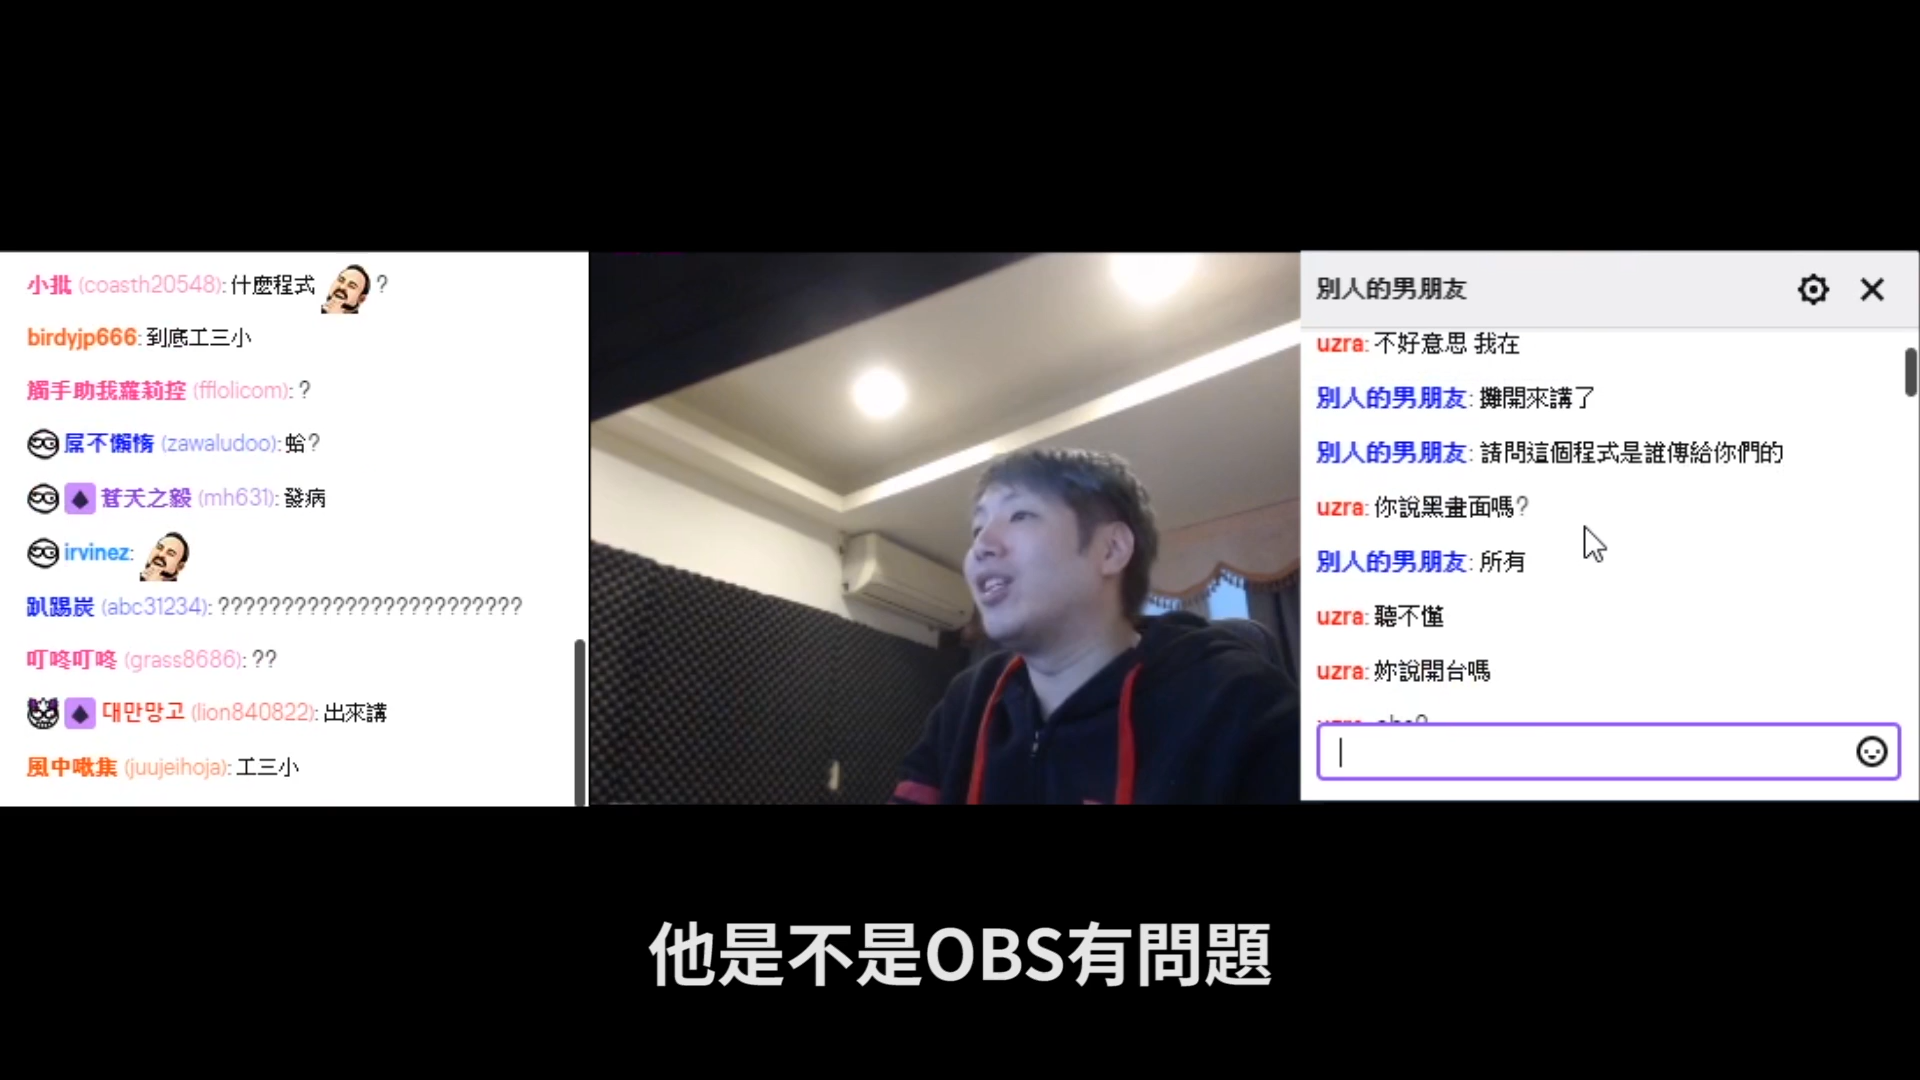 小批 (coasth20548): 什麼程式 ?
birdyjp666: 到底工三小
觸手助我蘿莉控 (fflolicom): ?
屌不懶惰 (zawaludoo): 蛤?
蒼天之毅 (mh631): 發病
irvinez:
趴踢炭 (abc31234): ????????????????????????
叮咚叮咚 (grass8686): ??
대만망고 (lion840822): 出來講
風中啾集 (juujeihoja): 工三小
別人的男朋友
uzra: 不好意思 我在
別人的男朋友: 攤開來講了
別人的男朋友: 請問這個程式是誰傳給你們的
uzra: 你說黑畫面嗎?
別人的男朋友: 所有
uzra: 聽不懂
uzra: 妳說開台嗎
他是不是OBS有問題